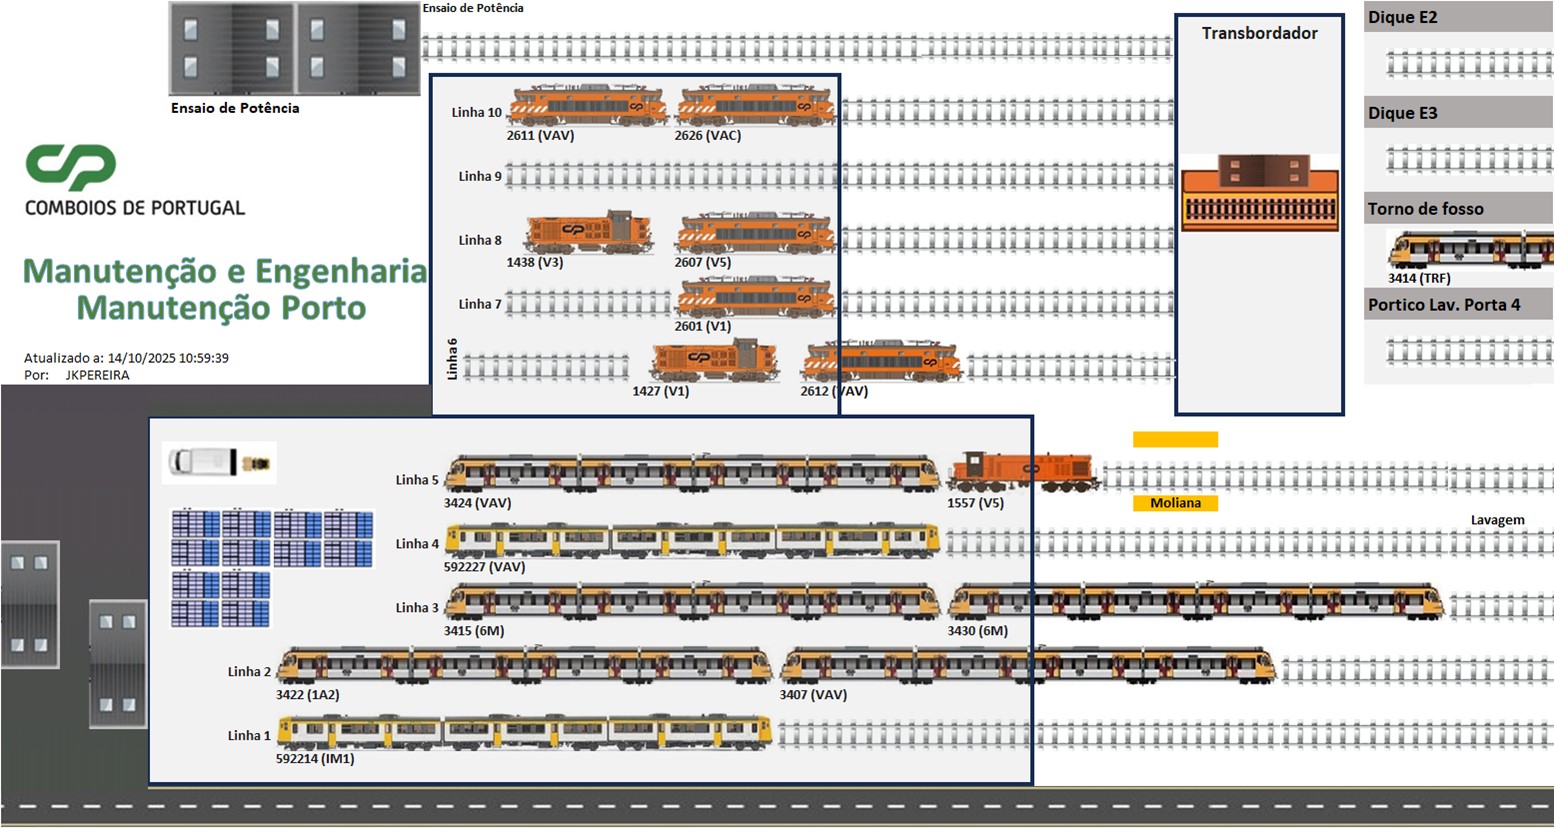 Ensaio de Potência
Ensaio de Potência
Transbordador
Dique E2
Dique E3
Torno de fosso
3414 (TRF)
Portico Lav. Porta 4
CP
COMBOIOS DE PORTUGAL
Manutenção e Engenharia
Manutenção Porto
Atualizado a: 14/10/2025 10:59:39
Por: JKPEREIRA
Linha 10
2611 (VAV)
2626 (VAC)
Linha 9
Linha 8
1438 (V3)
2607 (V5)
Linha 7
2601 (V1)
Linha 6
1427 (V1)
2612 (VAV)
Linha 5
3424 (VAV)
1557 (V5)
Moliana
Lavagem
Linha 4
592227 (VAV)
Linha 3
3415 (6M)
3430 (6M)
Linha 2
3422 (1A2)
3407 (VAV)
Linha 1
592214 (IM1)